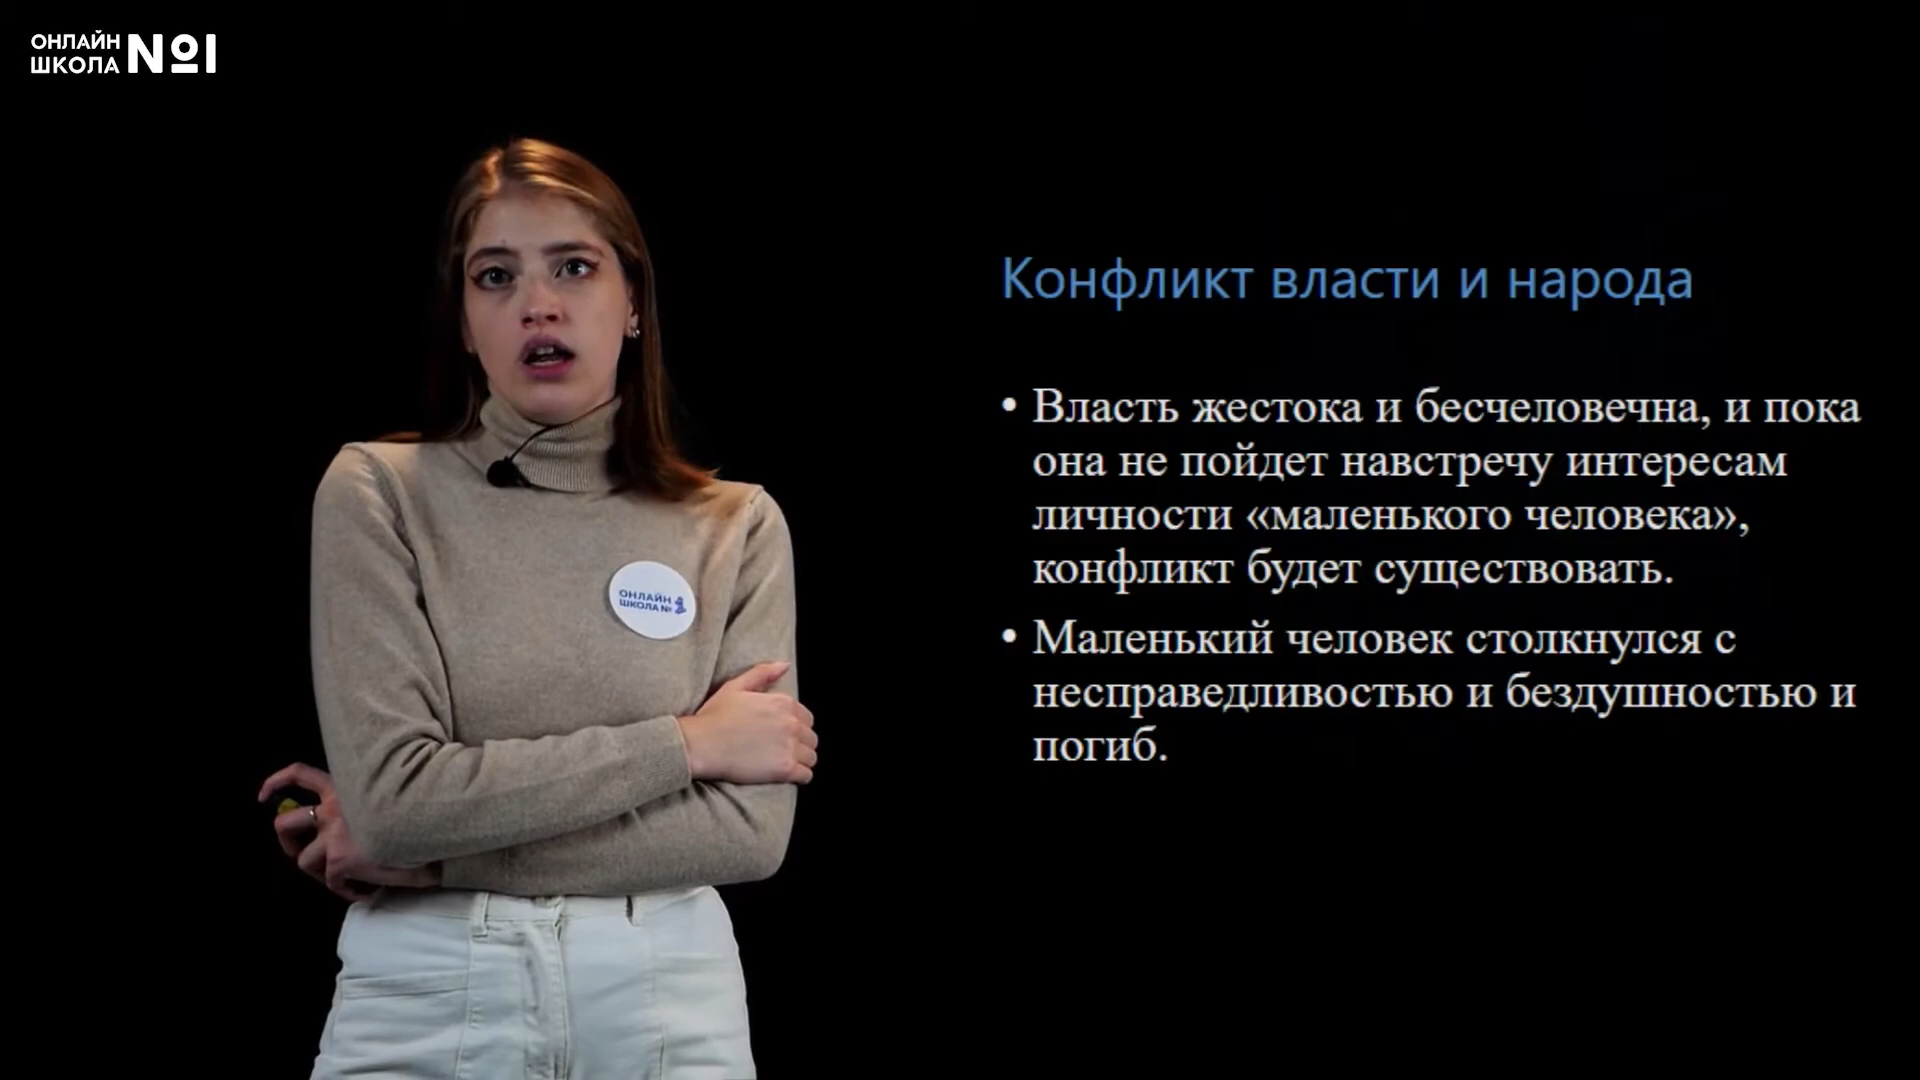 ОНЛАЙН
ШКОЛА №1
Конфликт власти и народа
• Власть жестока и бесчеловечна, и пока
она не пойдет навстречу интересам
личности «маленького человека»,
конфликт будет существовать.
• Маленький человек столкнулся с
несправедливостью и бездушностью и
погиб.
ОНЛАЙН
ШКОЛА №1